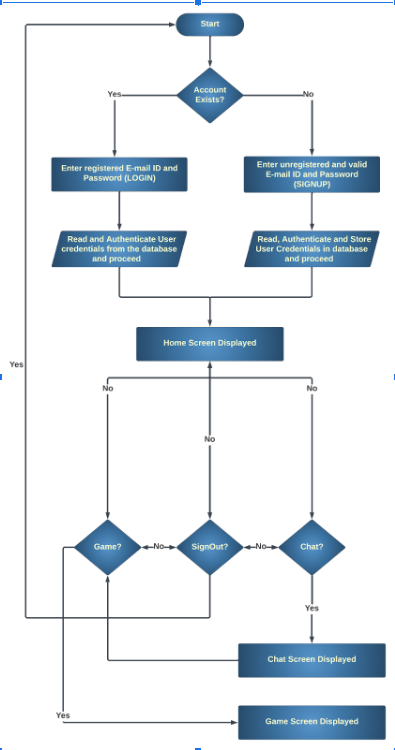 Start
Account
Exists?
Yes
No
Enter registered E-mail ID and
Password (LOGIN)
Enter unregistered and valid
E-mail ID and Password
(SIGNUP)
Read and Authenticate User
credentials from the database
and proceed
Read, Authenticate and Store
User Credentials in database
and proceed
Home Screen Displayed
Yes
No
No
No
Game?
No
SignOut?
No
Chat?
Yes
Chat Screen Displayed
Yes
Game Screen Displayed